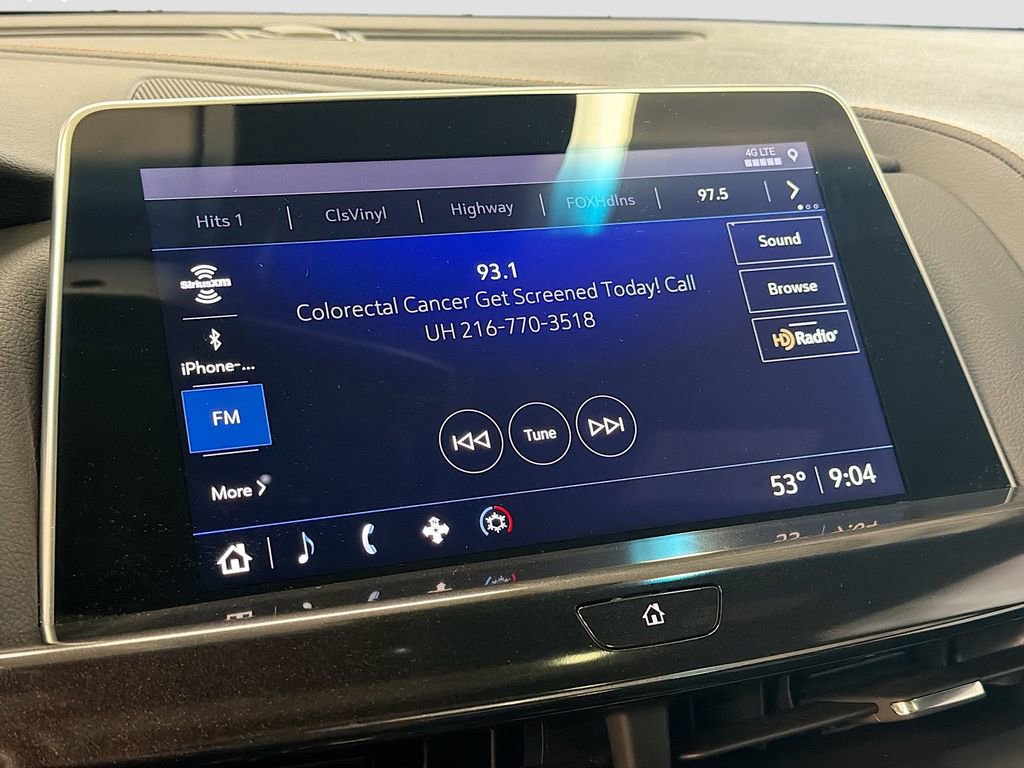 4G LTE
Hits 1 ClsVinyl Highway FOXHdlns 97.5
SiriusXM
iPhone-...
FM
More
93.1
Colorectal Cancer Get Screened Today! Call
UH 216-770-3518
Tune
Sound
Browse
HD Radio
53° 9:04